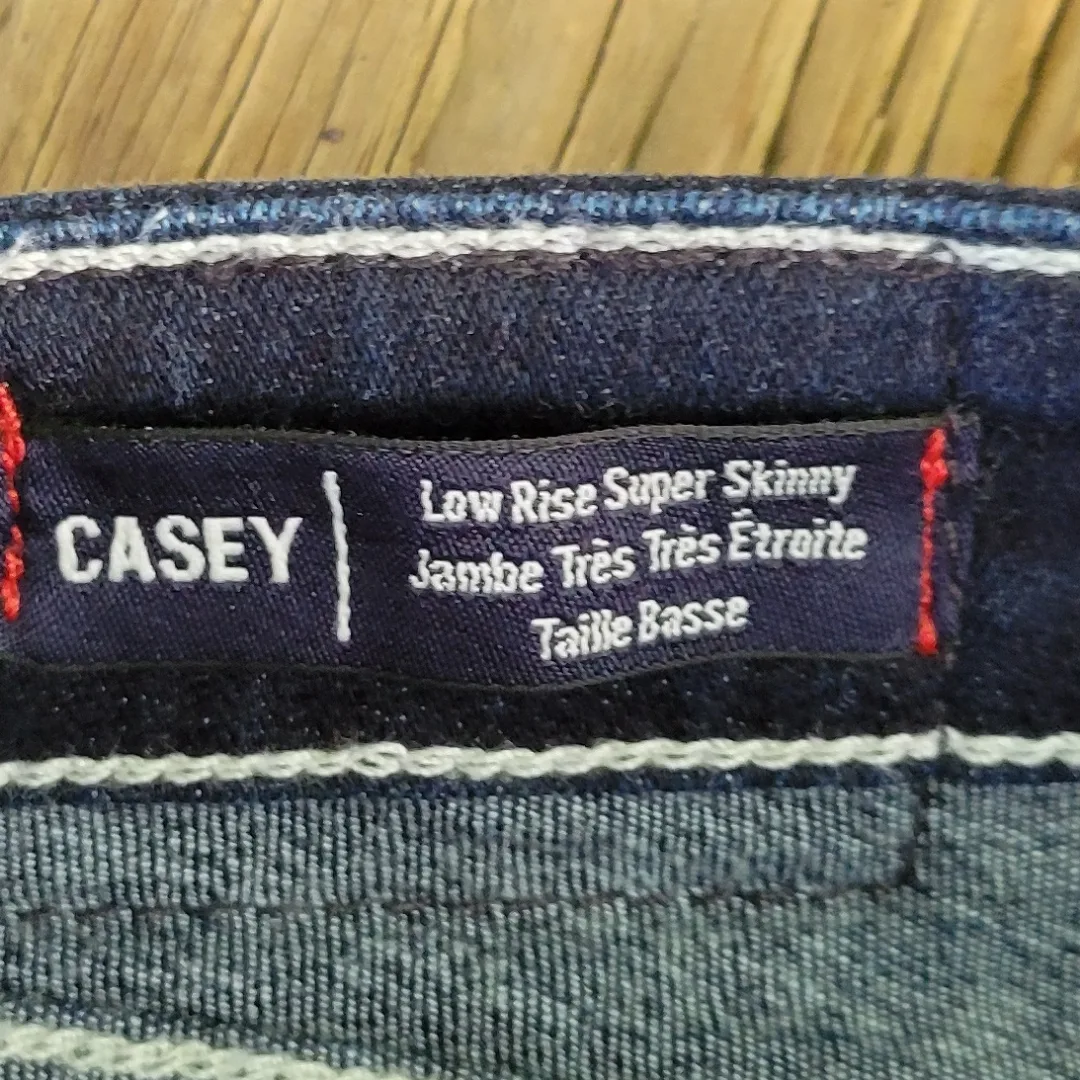 CASEY
Low Rise Super Skinny
Jambe Très Très Étroite
Taille Basse